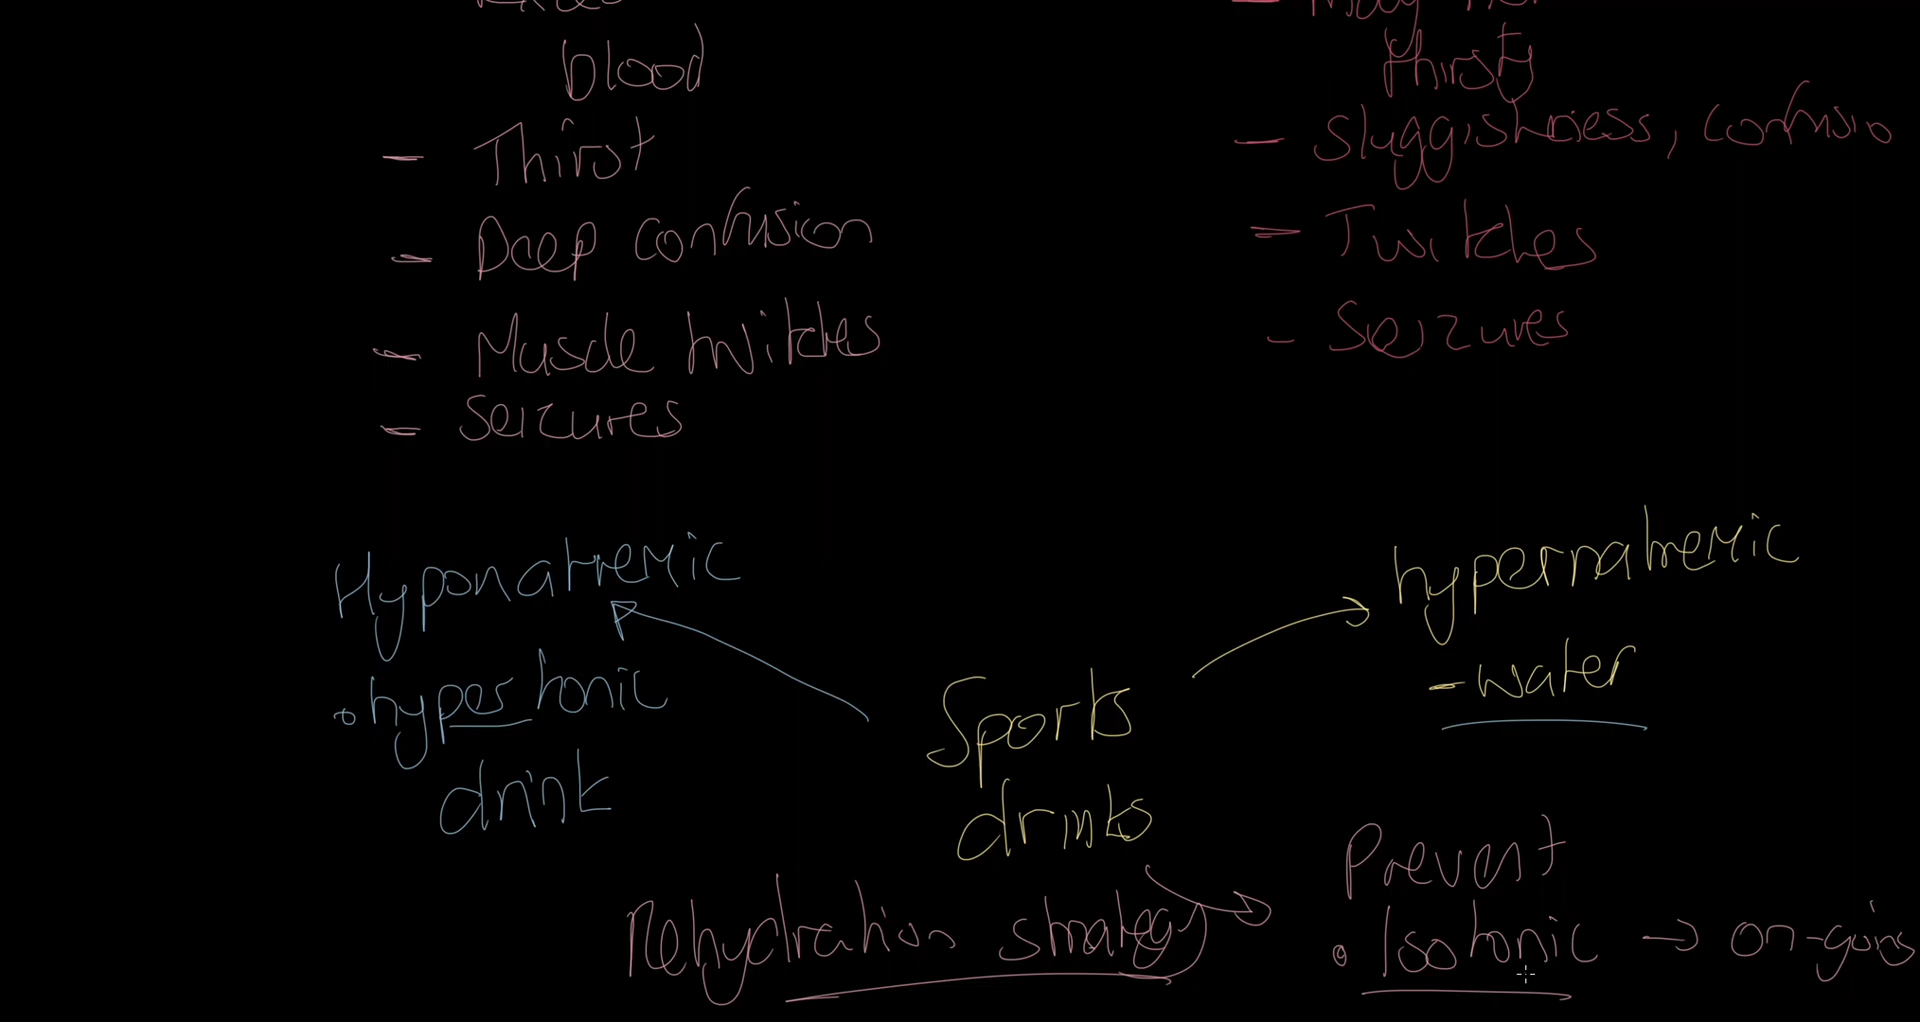 blood
- Thirst
- Deep confusion
- Muscle twitches
- Seizures
- May
thirsty
- Sluggishness, confusio
- Twitches
- Seizures
Hyponatremic
• hypertonic
drink
Sports
drinks
hypernatremic
- water
Rehydration strategy
Prevent
• Isotonic → on-going